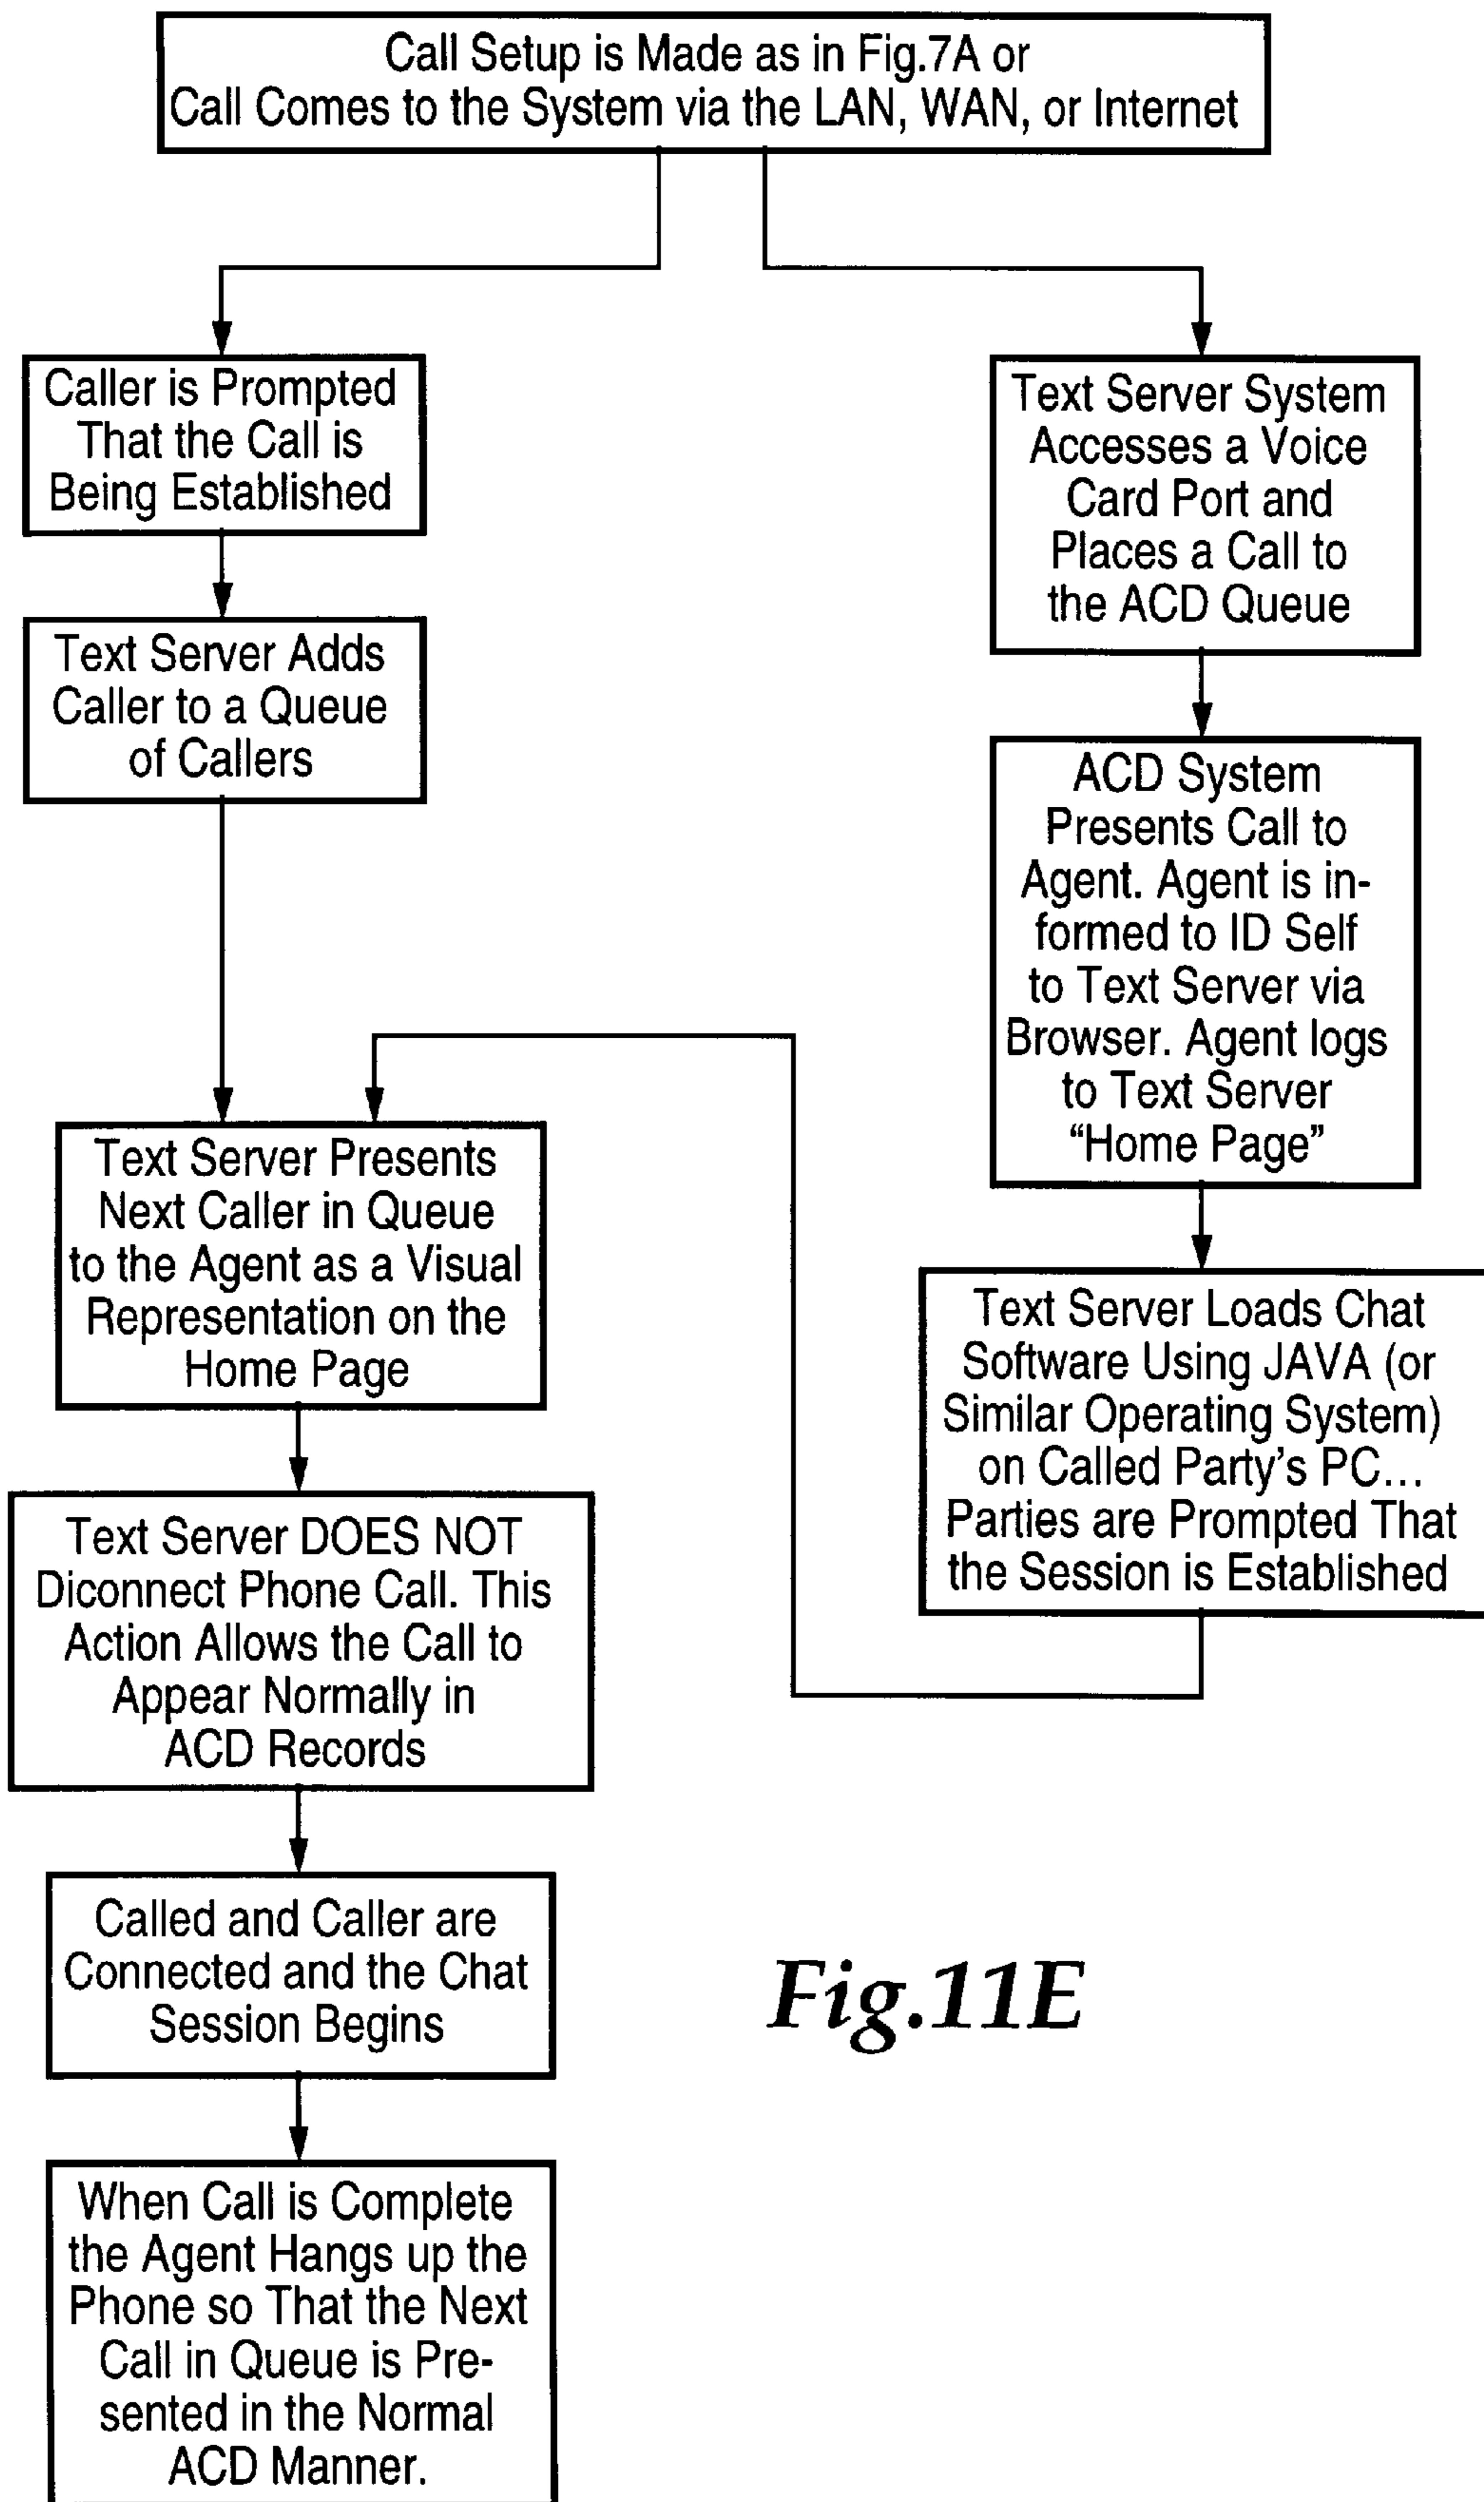 Call Setup is Made as in Fig.7A or
Call Comes to the System via the LAN, WAN, or Internet
Caller is Prompted
That the Call is
Being Established
Text Server Adds
Caller to a Queue
of Callers
Text Server System
Accesses a Voice
Card Port and
Places a Call to
the ACD Queue
ACD System
Presents Call to
Agent. Agent is in-
formed to ID Self
to Text Server via
Browser. Agent logs
to Text Server
“Home Page”
Text Server Loads Chat
Software Using JAVA (or
Similar Operating System)
on Called Party’s PC...
Parties are Prompted That
the Session is Established
Text Server Presents
Next Caller in Queue
to the Agent as a Visual
Representation on the
Home Page
Text Server DOES NOT
Diconnect Phone Call. This
Action Allows the Call to
Appear Normally in
ACD Records
Called and Caller are
Connected and the Chat
Session Begins
When Call is Complete
the Agent Hangs up the
Phone so That the Next
Call in Queue is Pre-
sented in the Normal
ACD Manner.
Fig.11E